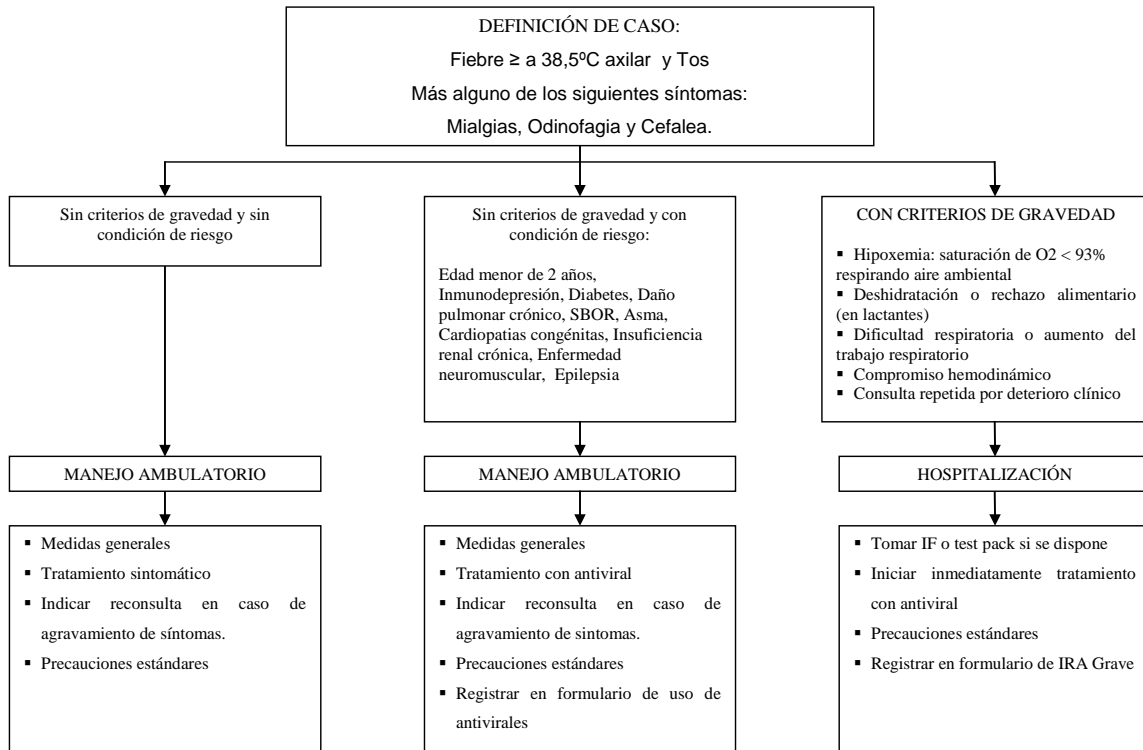 DEFINICIÓN DE CASO:
Fiebre ≥ a 38,5ºC axilar y Tos
Más alguno de los siguientes síntomas:
Mialgias, Odinofagia y Cefalea.
Sin criterios de gravedad y sin
condición de riesgo
Sin criterios de gravedad y con
condición de riesgo:
Edad menor de 2 años,
Inmunodepresión, Diabetes, Daño
pulmonar crónico, SBOR, Asma,
Cardiopatias congénitas, Insuficiencia
renal crónica, Enfermedad
neuromuscular, Epilepsia
CON CRITERIOS DE GRAVEDAD
▪ Hipoxemia: saturación de O2 < 93%
respirando aire ambiental
▪ Deshidratación o rechazo alimentario
(en lactantes)
▪ Dificultad respiratoria o aumento del
trabajo respiratorio
▪ Compromiso hemodinámico
▪ Consulta repetida por deterioro clínico
MANEJO AMBULATORIO
MANEJO AMBULATORIO
HOSPITALIZACIÓN
▪ Medidas generales
▪ Tratamiento sintomático
▪ Indicar reconsulta en caso de
agravamiento de síntomas.
▪ Precauciones estándares
▪ Medidas generales
▪ Tratamiento con antiviral
▪ Indicar reconsulta en caso de
agravamiento de sintomas.
▪ Precauciones estándares
▪ Registrar en formulario de uso de
antivirales
▪ Tomar IF o test pack si se dispone
▪ Iniciar inmediatamente tratamiento
con antiviral
▪ Precauciones estándares
▪ Registrar en formulario de IRA Grave